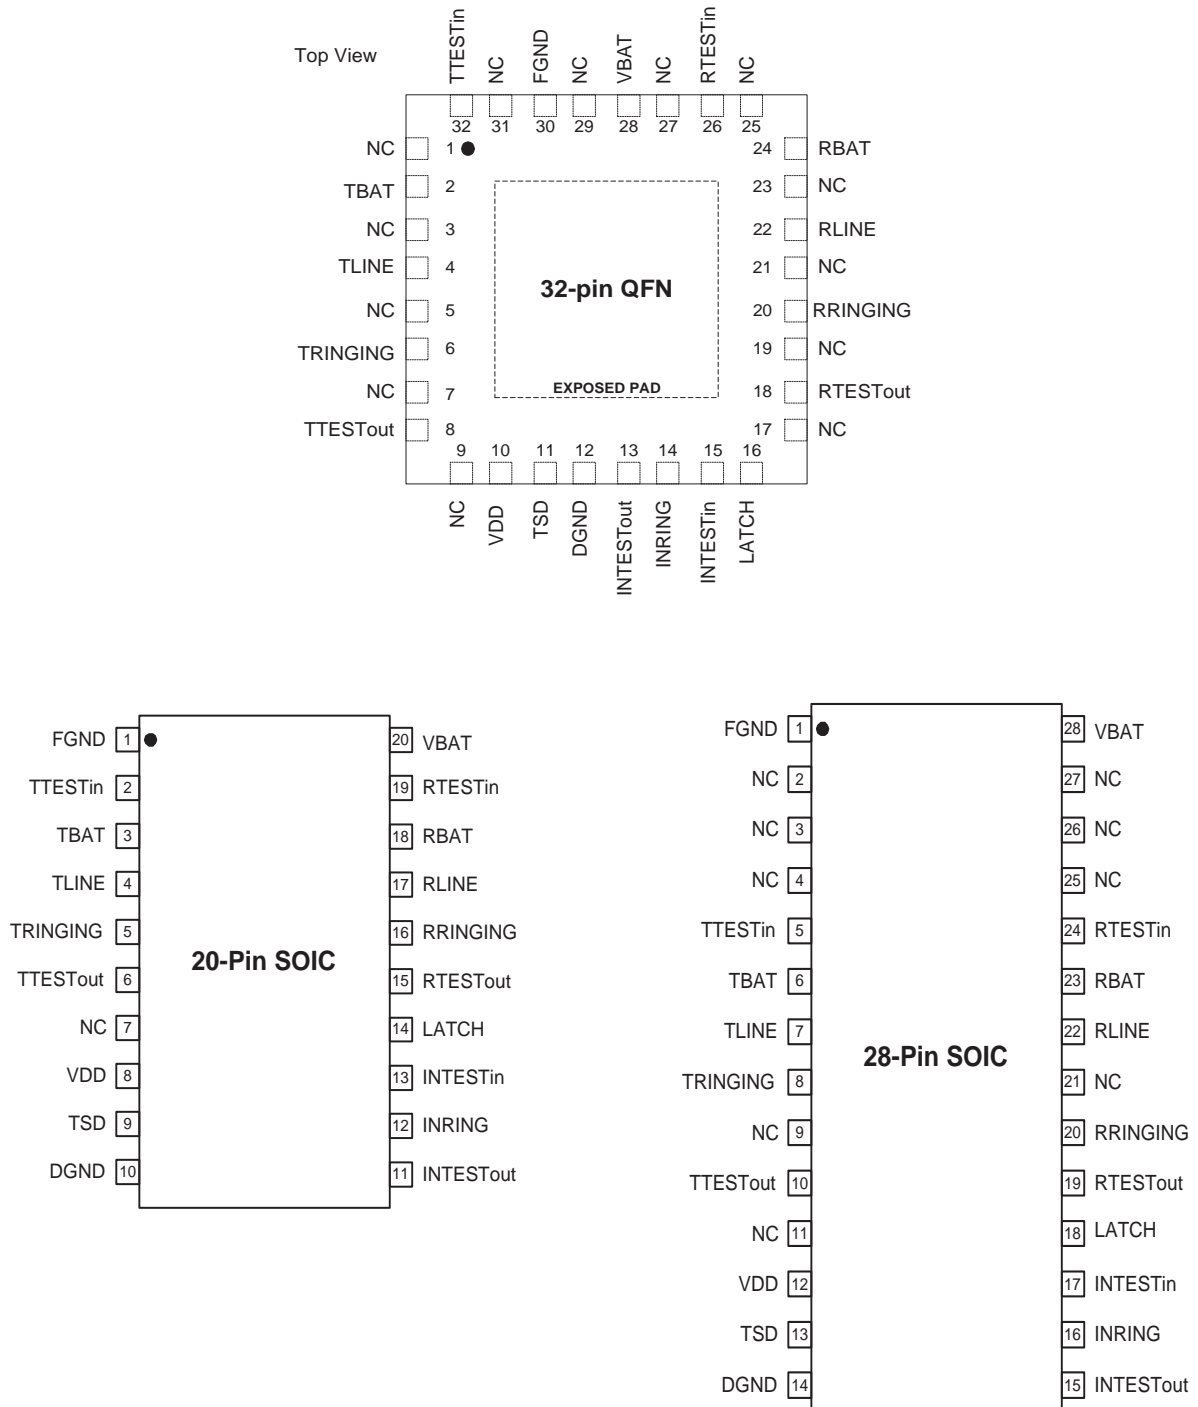 Top View
TTESTin
NC
FGND
NC
VBAT
NC
RTESTin
NC
32 31 30 29 28 27 26 25
NC 1 24 RBAT
TBAT 2 23 NC
NC 3 22 RLINE
TLINE 4 21 NC
32-pin QFN
NC 5 20 RRINGING
TRINGING 6 19 NC
EXPOSED PAD
NC 7 18 RTESTout
TTESTout 8 17 NC
9 10 11 12 13 14 15 16
NC
VDD
TSD
DGND
INTESTout
INRING
INTESTin
LATCH
FGND 1 20 VBAT
TTESTin 2 19 RTESTin
TBAT 3 18 RBAT
TLINE 4 17 RLINE
TRINGING 5 16 RRINGING
20-Pin SOIC
TTESTout 6 15 RTESTout
NC 7 14 LATCH
VDD 8 13 INTESTin
TSD 9 12 INRING
DGND 10 11 INTESTout
FGND 1 28 VBAT
NC 2 27 NC
NC 3 26 NC
NC 4 25 NC
TTESTin 5 24 RTESTin
TBAT 6 23 RBAT
TLINE 7 22 RLINE
28-Pin SOIC
TRINGING 8 21 NC
NC 9 20 RRINGING
TTESTout 10 19 RTESTout
NC 11 18 LATCH
VDD 12 17 INTESTin
TSD 13 16 INRING
DGND 14 15 INTESTout